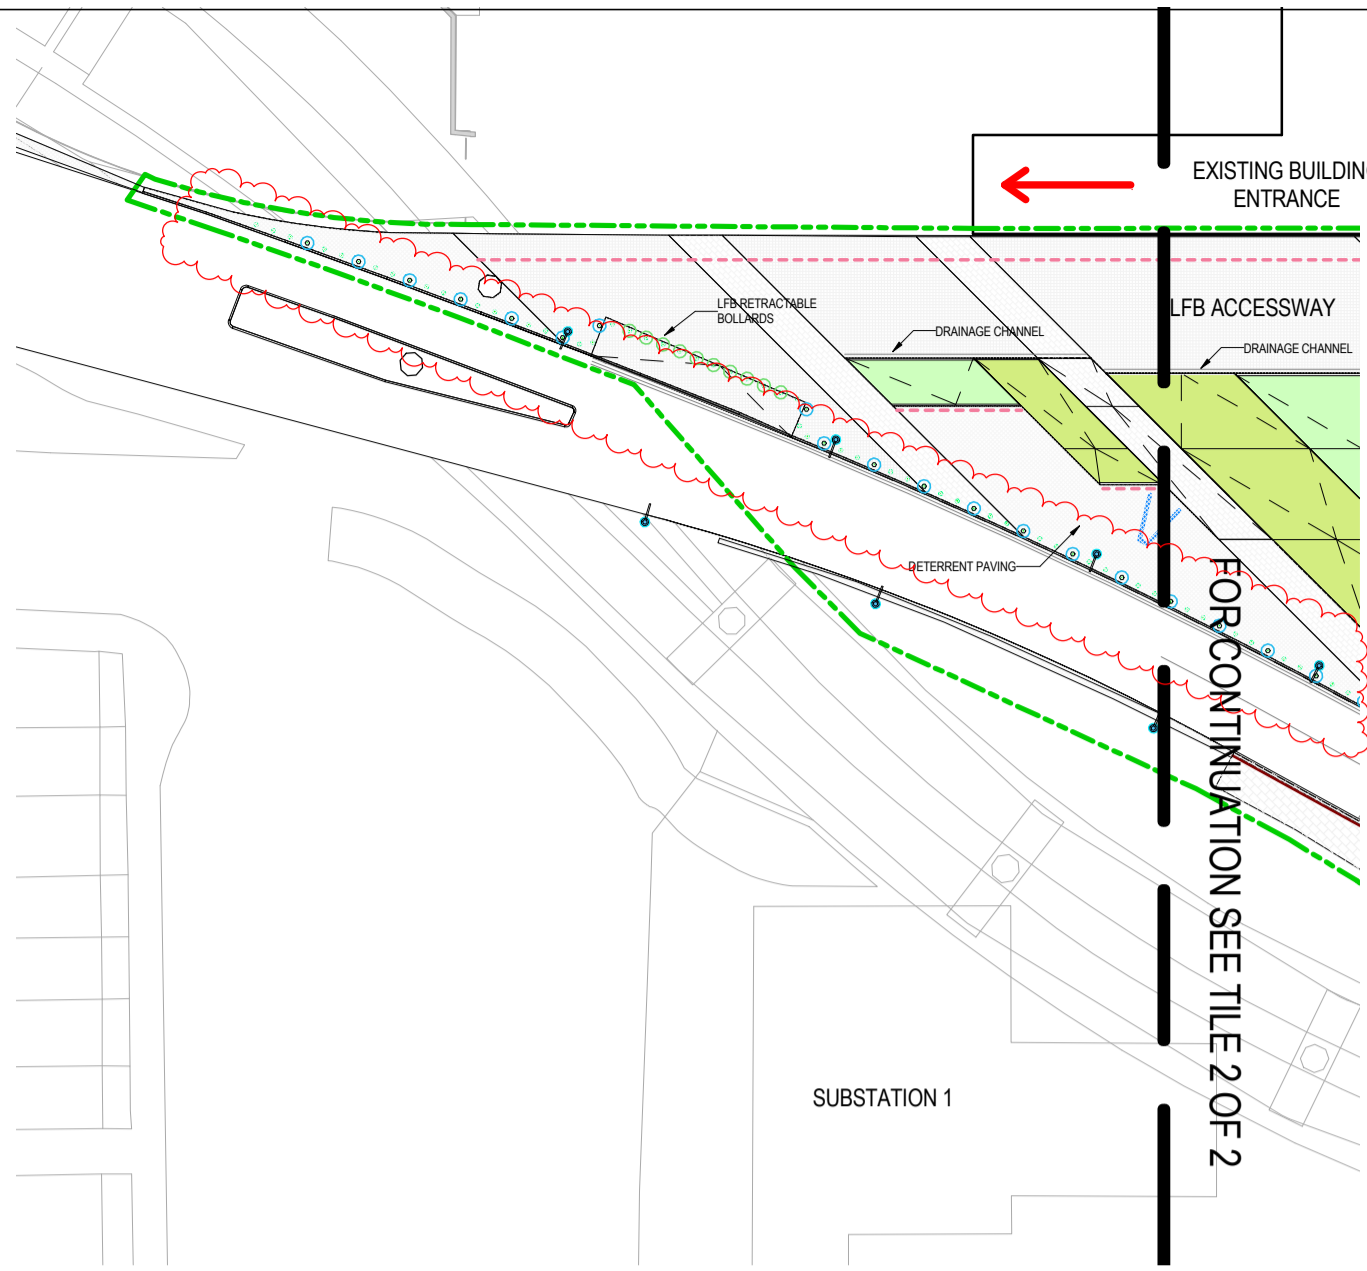 EXISTING BUILDING
ENTRANCE
LFB RETRACTABLE
BOLLARDS
LFB ACCESSWAY
DRAINAGE CHANNEL
DRAINAGE CHANNEL
DETERRENT PAVING
FOR CONTINUATION SEE TILE 2 OF 2
SUBSTATION 1